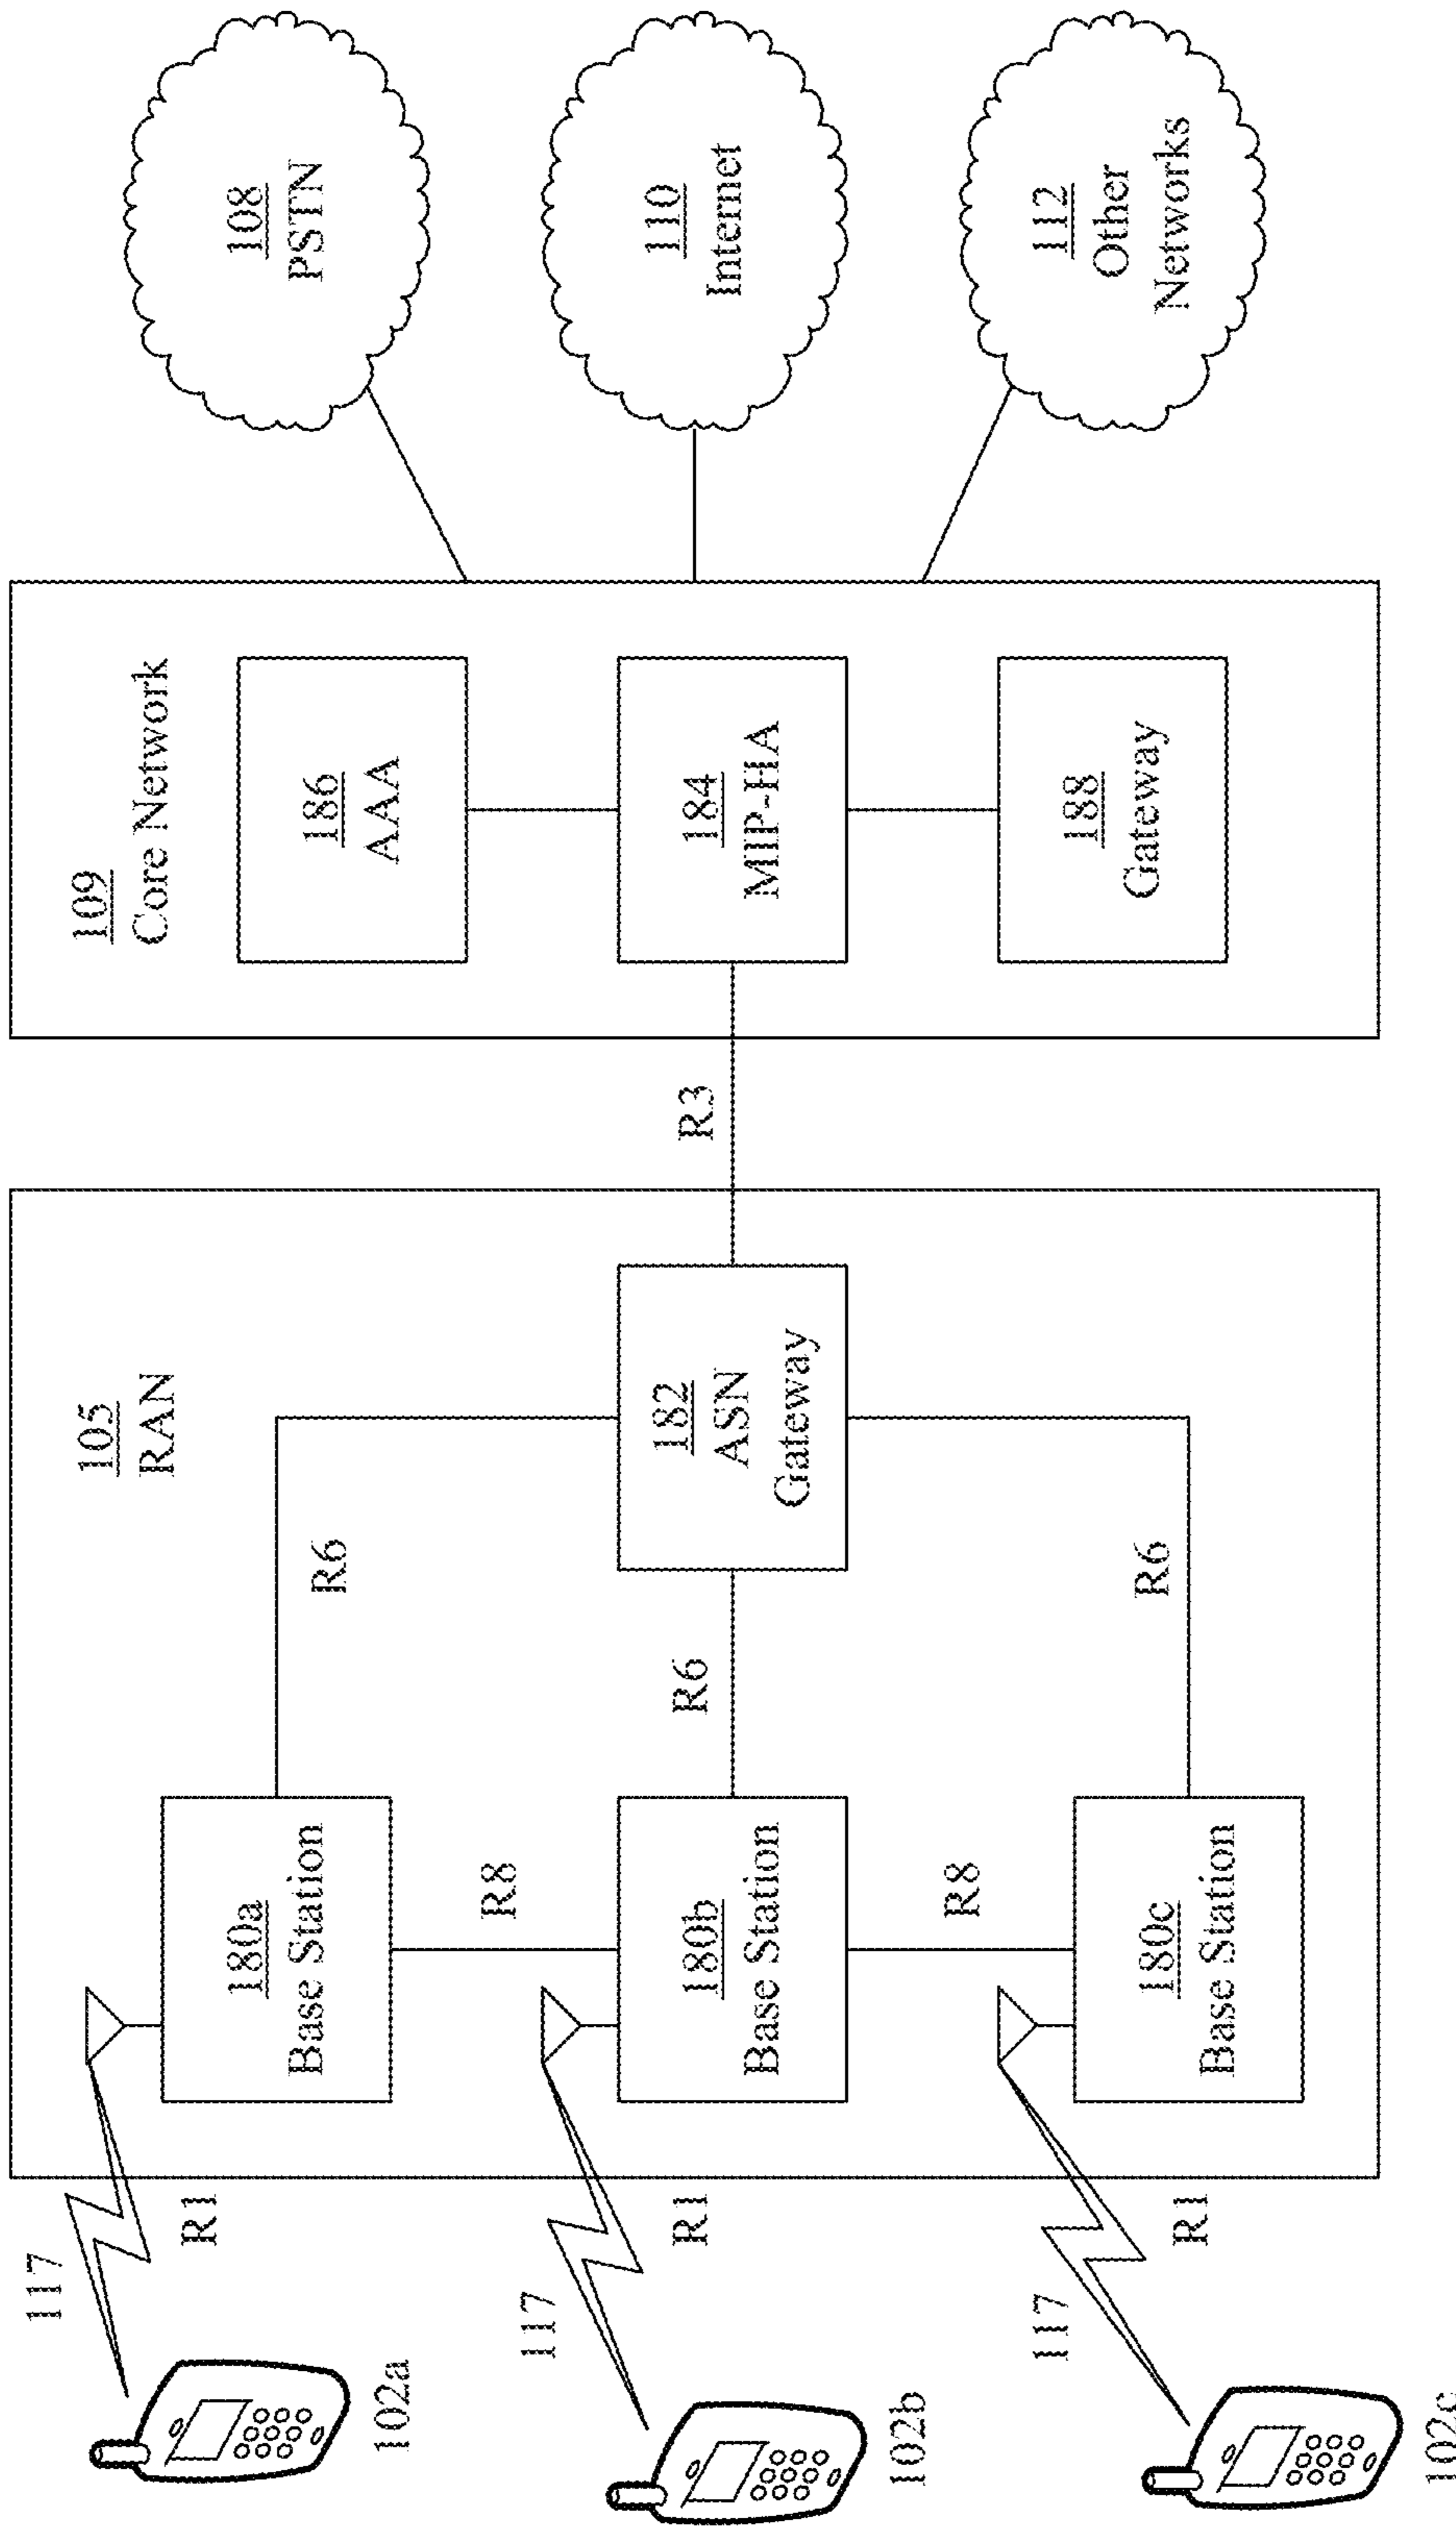 117
R1
102a
117
R1
102b
117
R1
102c
105
RAN
180a
Base Station
R8
180b
Base Station
R8
180c
Base Station
R6
R6
R6
182
ASN
Gateway
R3
109
Core Network
186
AAA
184
MIP-HA
188
Gateway
108
PSTN
110
Internet
112
Other
Networks